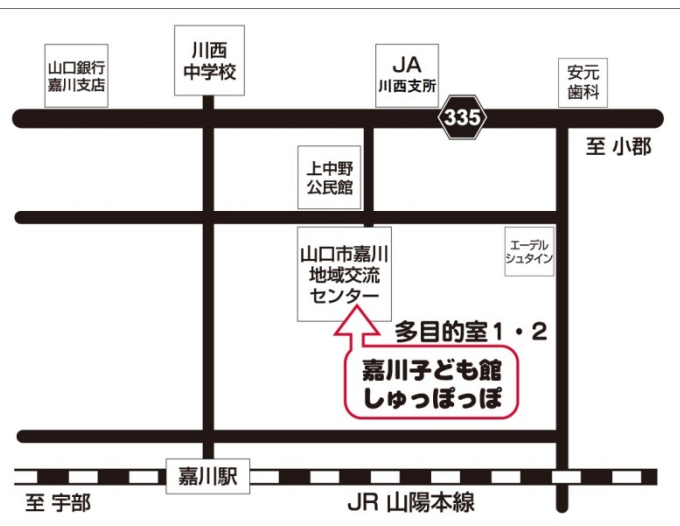 山口銀行
嘉川支店
川西
中学校
JA
川西支所
335
安元
歯科
至 小郡
上中野
公民館
山口市嘉川
地域交流
センター
エーデル
シュタイン
多目的室1・2
嘉川子ども館
しゅっぽっぽ
嘉川駅
至 宇部
JR 山陽本線